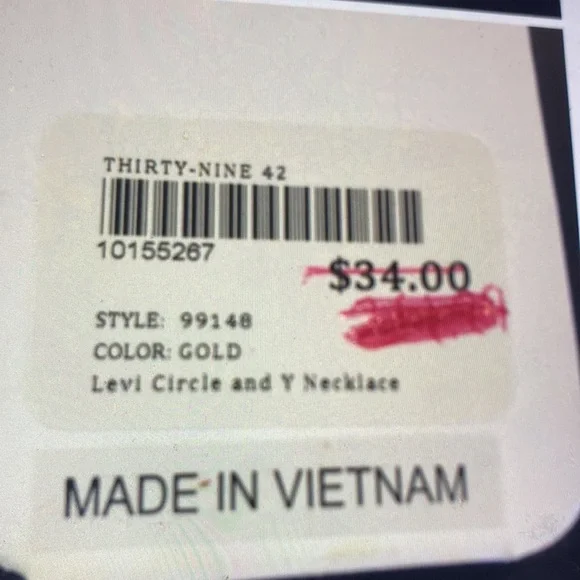 THIRTY-NINE 42
10155267
$34.00
STYLE: 99148
COLOR: GOLD
Levi Circle and Y Necklace
MADE IN VIETNAM